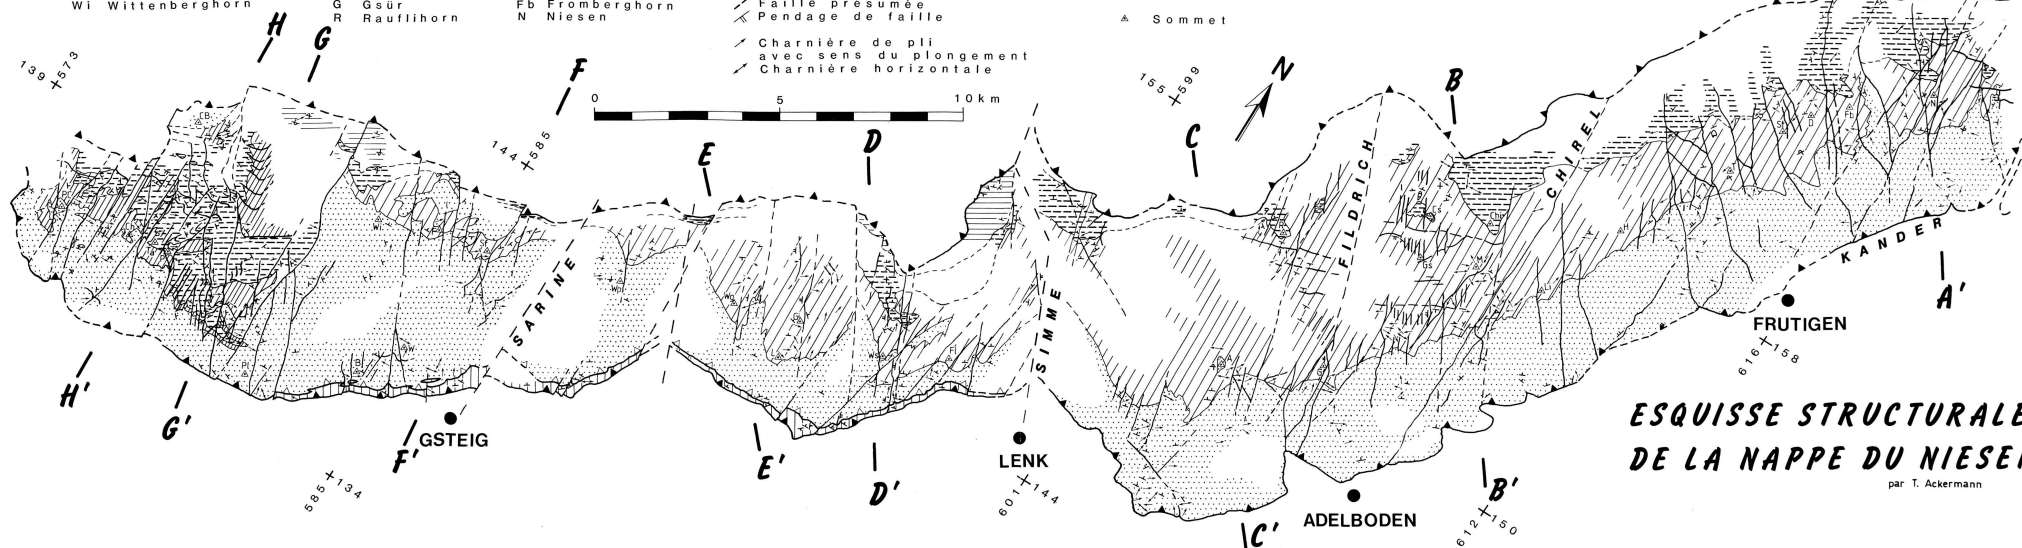 Wi Wittenberghorn
G Gsür
R Rauflihorn
Fb Fromberghorn
N Niesen
Faille présumée
Pendage de faille
Charnière de pli
avec sens du plongement
Charnière horizontale
Sommet
H
G
F
E
D
C
N
B
139 573
144 585
155 599
0 5 10 km
SARINE
SIMME
FILDRICH
CHIREL
KANDER
H'
G'
F'
E'
D'
C'
B'
A'
GSTEIG
LENK
ADELBODEN
FRUTIGEN
585 134
601 144
612 150
616 158
ESQUISSE STRUCTURALE
DE LA NAPPE DU
par T. Ackermann